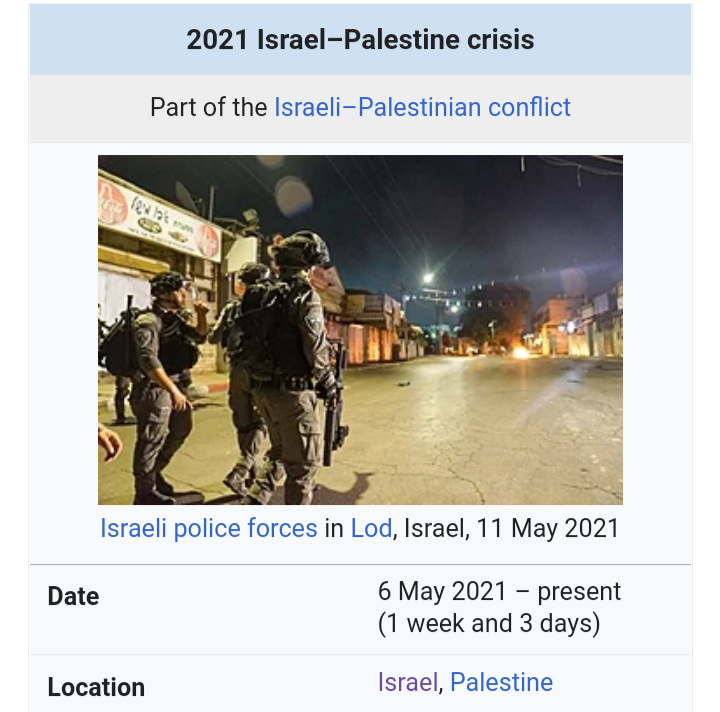 2021 Israel–Palestine crisis
Part of the Israeli–Palestinian conflict
Israeli police forces in Lod, Israel, 11 May 2021
Date
6 May 2021 – present
(1 week and 3 days)
Location
Israel, Palestine